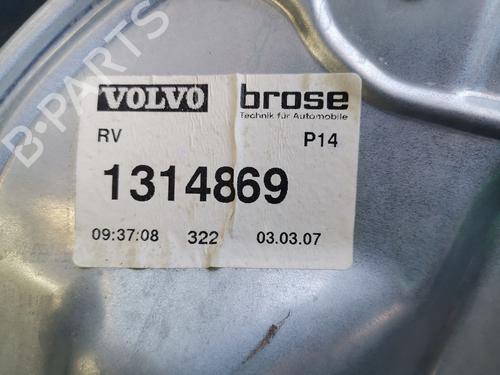 VOLVO brose
Technik für Automobile
RV P14
1314869
09:37:08 322 03.03.07
B-PARTS